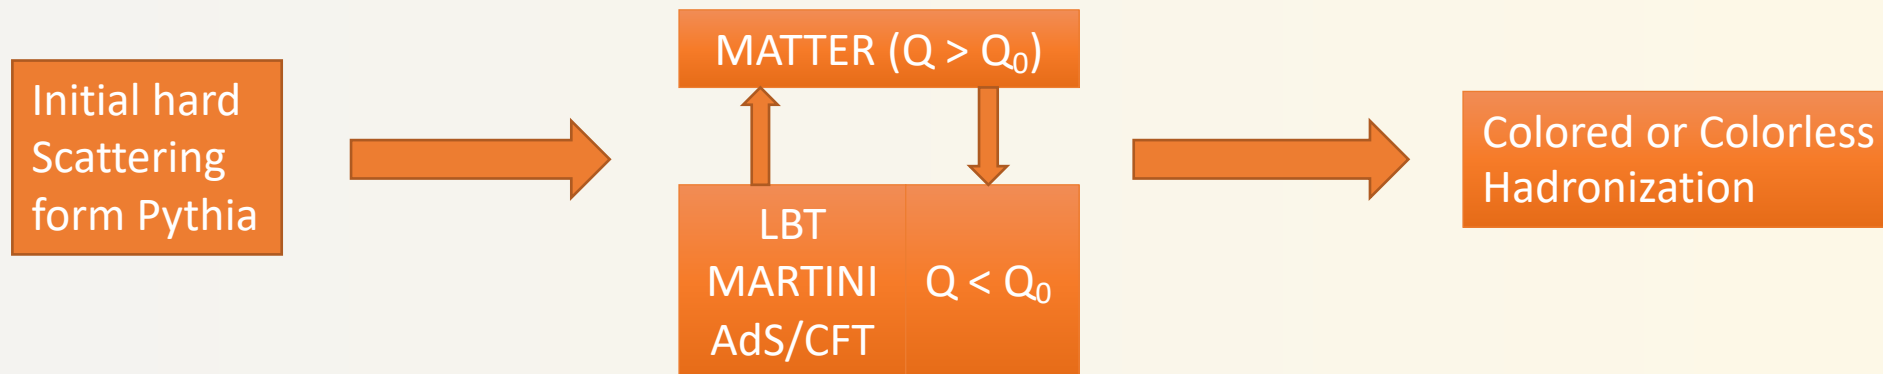 Initial hard
Scattering
form Pythia
MATTER (Q > Q₀)
LBT
MARTINI
AdS/CFT
Q < Q₀
Colored or Colorless
Hadronization